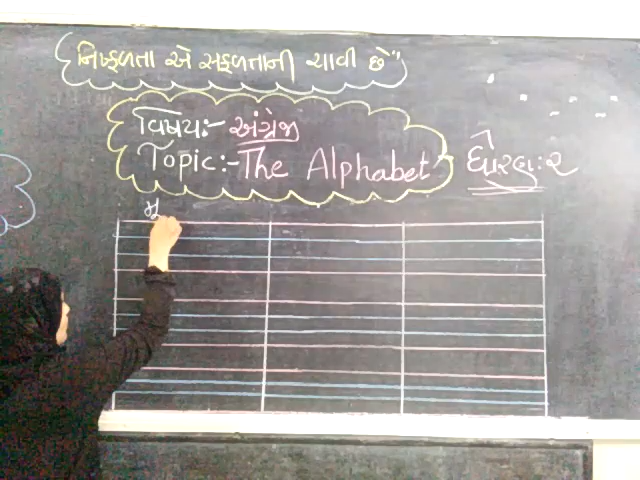 નિષ્ફળતા એ સફળતાની ચાવી છે"
વિષય:- અંગ્રેજી
Topic:- The Alphabet
ધોરણ:૨
મૂ